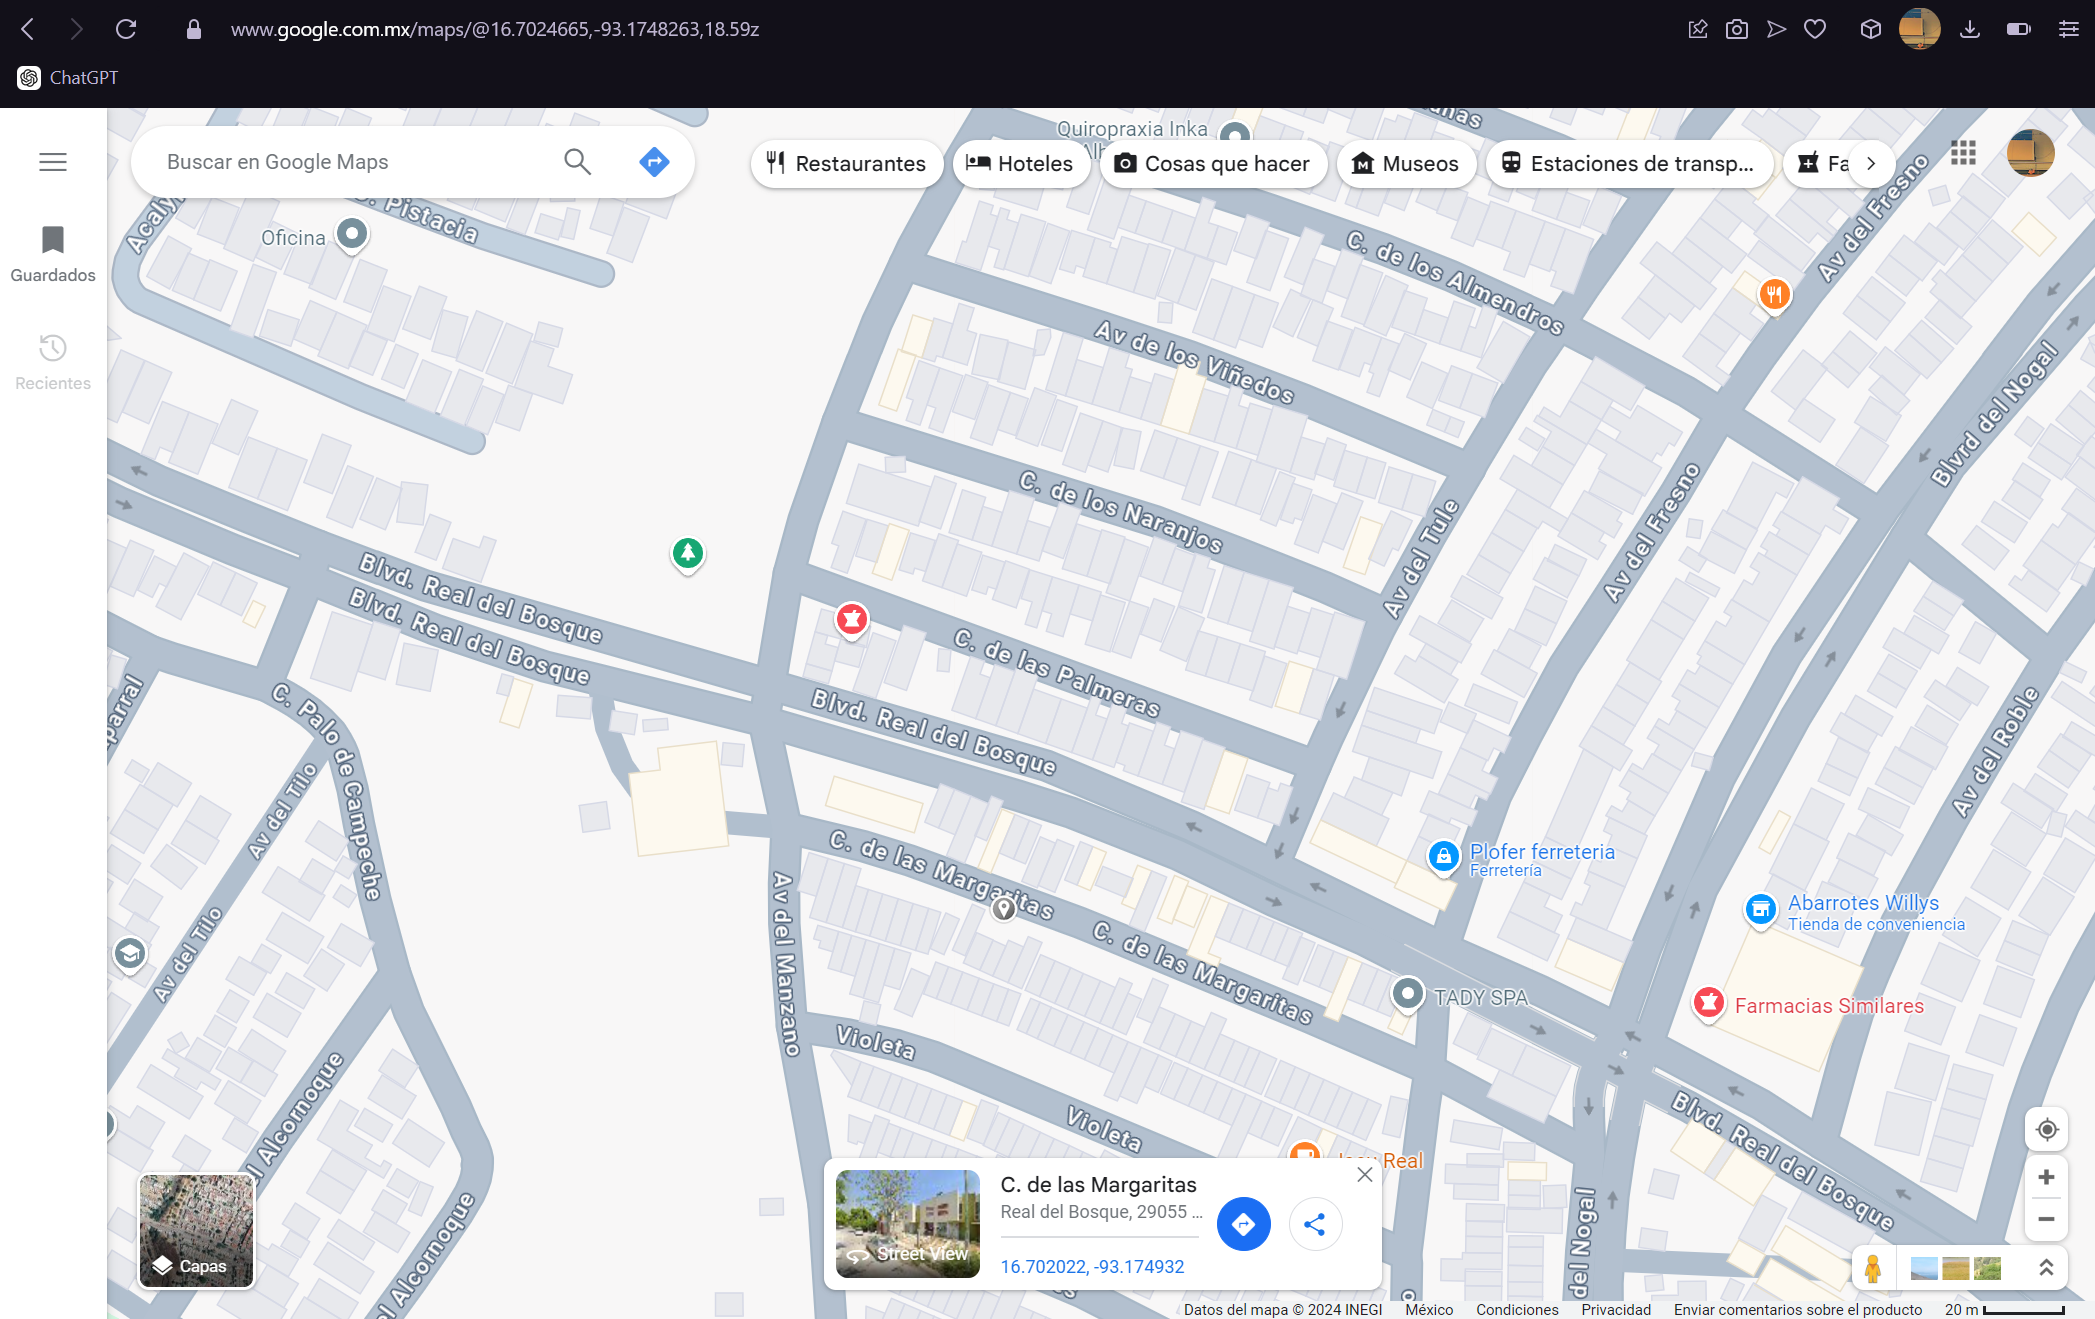 www.google.com.mx/maps/@16.7024665,-93.1748263,18.59z
ChatGPT
Buscar en Google Maps
Restaurantes
Hoteles
Cosas que hacer
Museos
Estaciones de transp...
Fa
Guardados
Recientes
Quiropraxia Inka
Oficina
C. Pistacia
C. de los Almendros
Av del Fresno
Av de los Viñedos
Blvrd del Nogal
C. de los Naranjos
Av del Tule
Av del Fresno
Blvd. Real del Bosque
Blvd. Real del Bosque
C. de las Palmeras
Blvd. Real del Bosque
C. Palo de Campeche
Av del Tilo
Av del Roble
Plofer ferreteria
Ferretería
C. de las Margaritas
Abarrotes Willys
Tienda de conveniencia
Av del Manzano
Av del Tilo
C. de las Margaritas
TADY SPA
Farmacias Similares
Violeta
el Alcornoque
Violeta
Blvd. Real del Bosque
Real
el Alcornoque
del Nogal
Capas
Street View
C. de las Margaritas
Real del Bosque, 29055 ...
16.702022, -93.174932
Datos del mapa © 2024 INEGI
México
Condiciones
Privacidad
Enviar comentarios sobre el producto
20 m